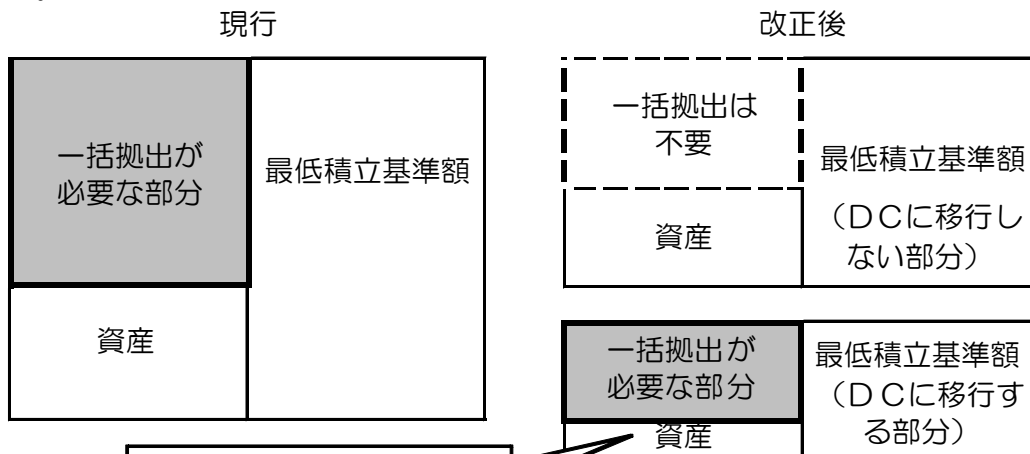 現行
一括拠出が
必要な部分
最低積立基準額
資産
改正後
一括拠出は
不要
最低積立基準額
（ＤＣに移行し
ない部分）
資産
一括拠出が
必要な部分
最低積立基準額
（ＤＣに移行す
る部分）
資産